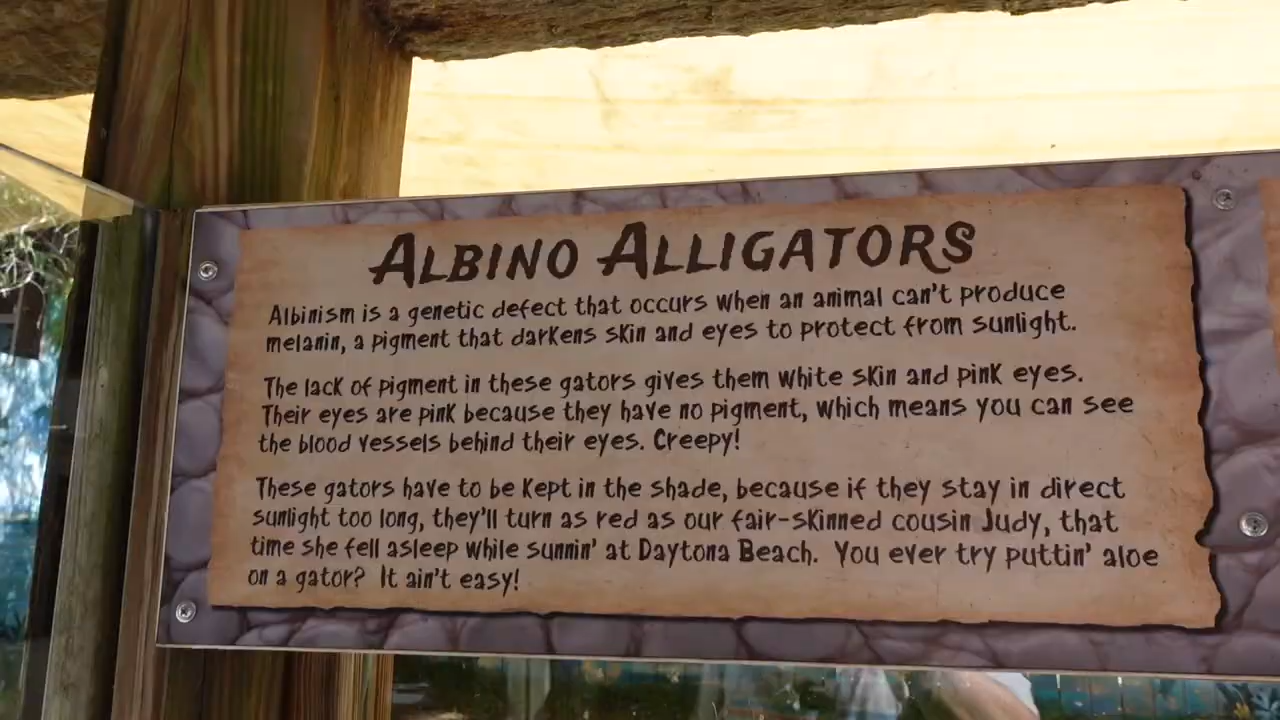 Albino Alligators
Albinism is a genetic defect that occurs when an animal can't produce
melanin, a pigment that darkens skin and eyes to protect from sunlight.
The lack of pigment in these gators gives them white skin and pink eyes.
Their eyes are pink because they have no pigment, which means you can see
the blood vessels behind their eyes. Creepy!
These gators have to be kept in the shade, because if they stay in direct
sunlight too long, they'll turn as red as our fair-skinned cousin Judy, that
time she fell asleep while sunnin' at Daytona Beach. You ever try puttin' aloe
on a gator? It ain't easy!